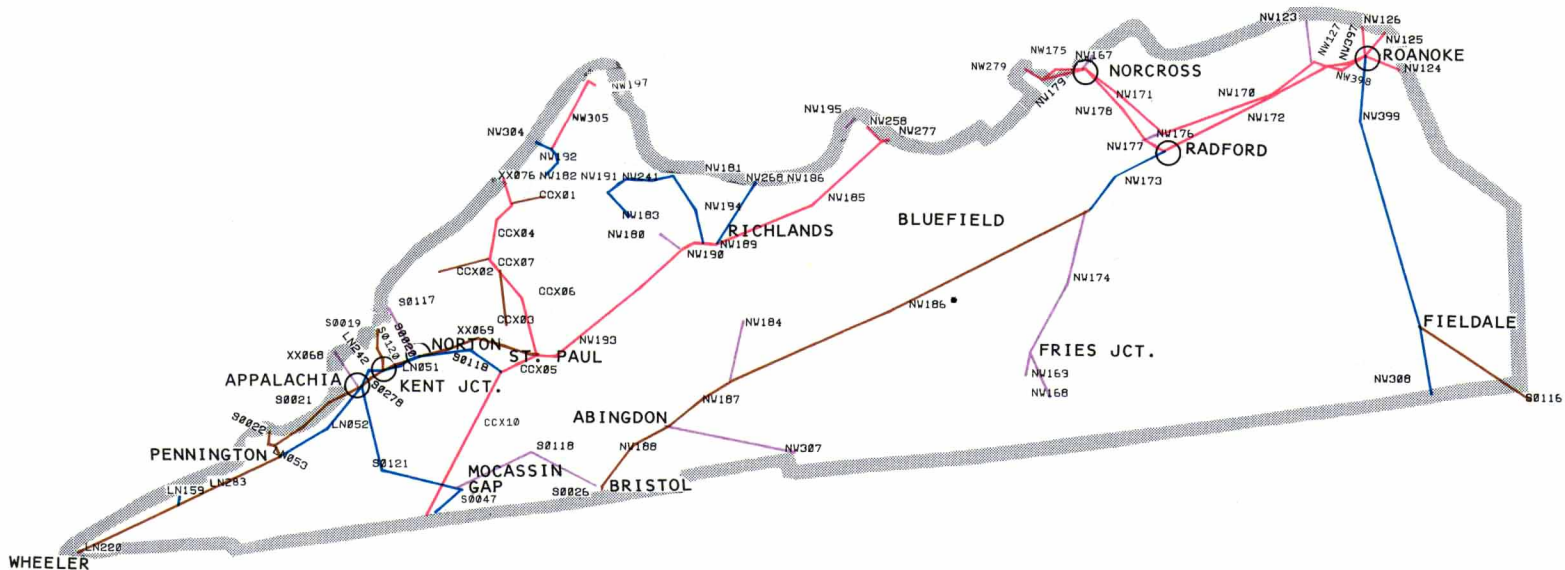 NW123
NW126
NW127
NW397
NW125
ROANOKE
NW124
NW398
NW175
NW167
NW279
NORCROSS
NW179
NW171
NW170
NW178
NW172
NW197
NW305
NW195
NW258
NW277
NW399
NW304
NW176
NW177
RADFORD
NW192
NW173
XX076
NW182
NW191
NW241
NW181
NW268
NW186
CCX01
NW183
NW194
NW185
BLUEFIELD
CCX04
NW180
RICHLANDS
NW189
NW190
CCX07
CCX02
NW174
CCX06
S0117
NW186
CCX03
S0019
S0120
S0020
XX069
NW184
NW193
FIELDALE
LN242
NORTON
ST. PAUL
XX068
LN051
S0118
CCX05
FRIES JCT.
APPALACHIA
KENT JCT.
S0278
NW169
NW168
NW308
S0116
S0021
NW187
S0022
LN052
CCX10
ABINGDON
PENNINGTON
LN053
S0118
NW188
NW307
S0121
MOCASSIN
GAP
LN283
LN159
S0047
S0026
BRISTOL
LN220
WHEELER